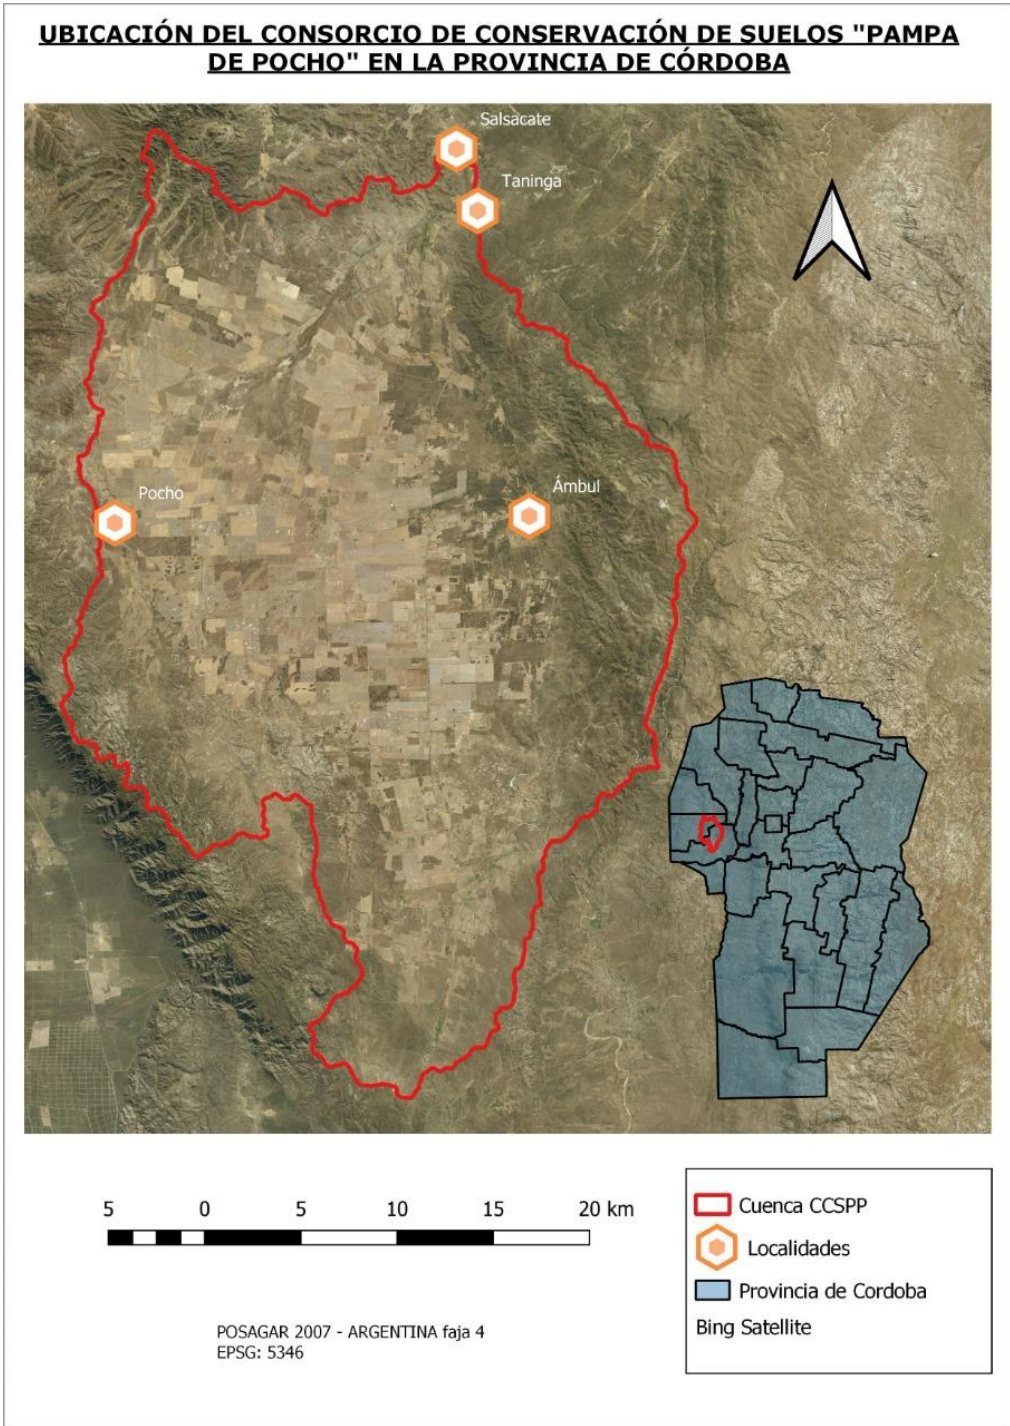 UBICACIÓN DEL CONSORCIO DE CONSERVACIÓN DE SUELOS "PAMPA
DE POCHO" EN LA PROVINCIA DE CÓRDOBA
Salsacate
Taninga
Pocho
Ámbul
5 0 5 10 15 20 km
POSAGAR 2007 - ARGENTINA faja 4
EPSG: 5346
Cuenca CCSPP
Localidades
Provincia de Cordoba
Bing Satellite